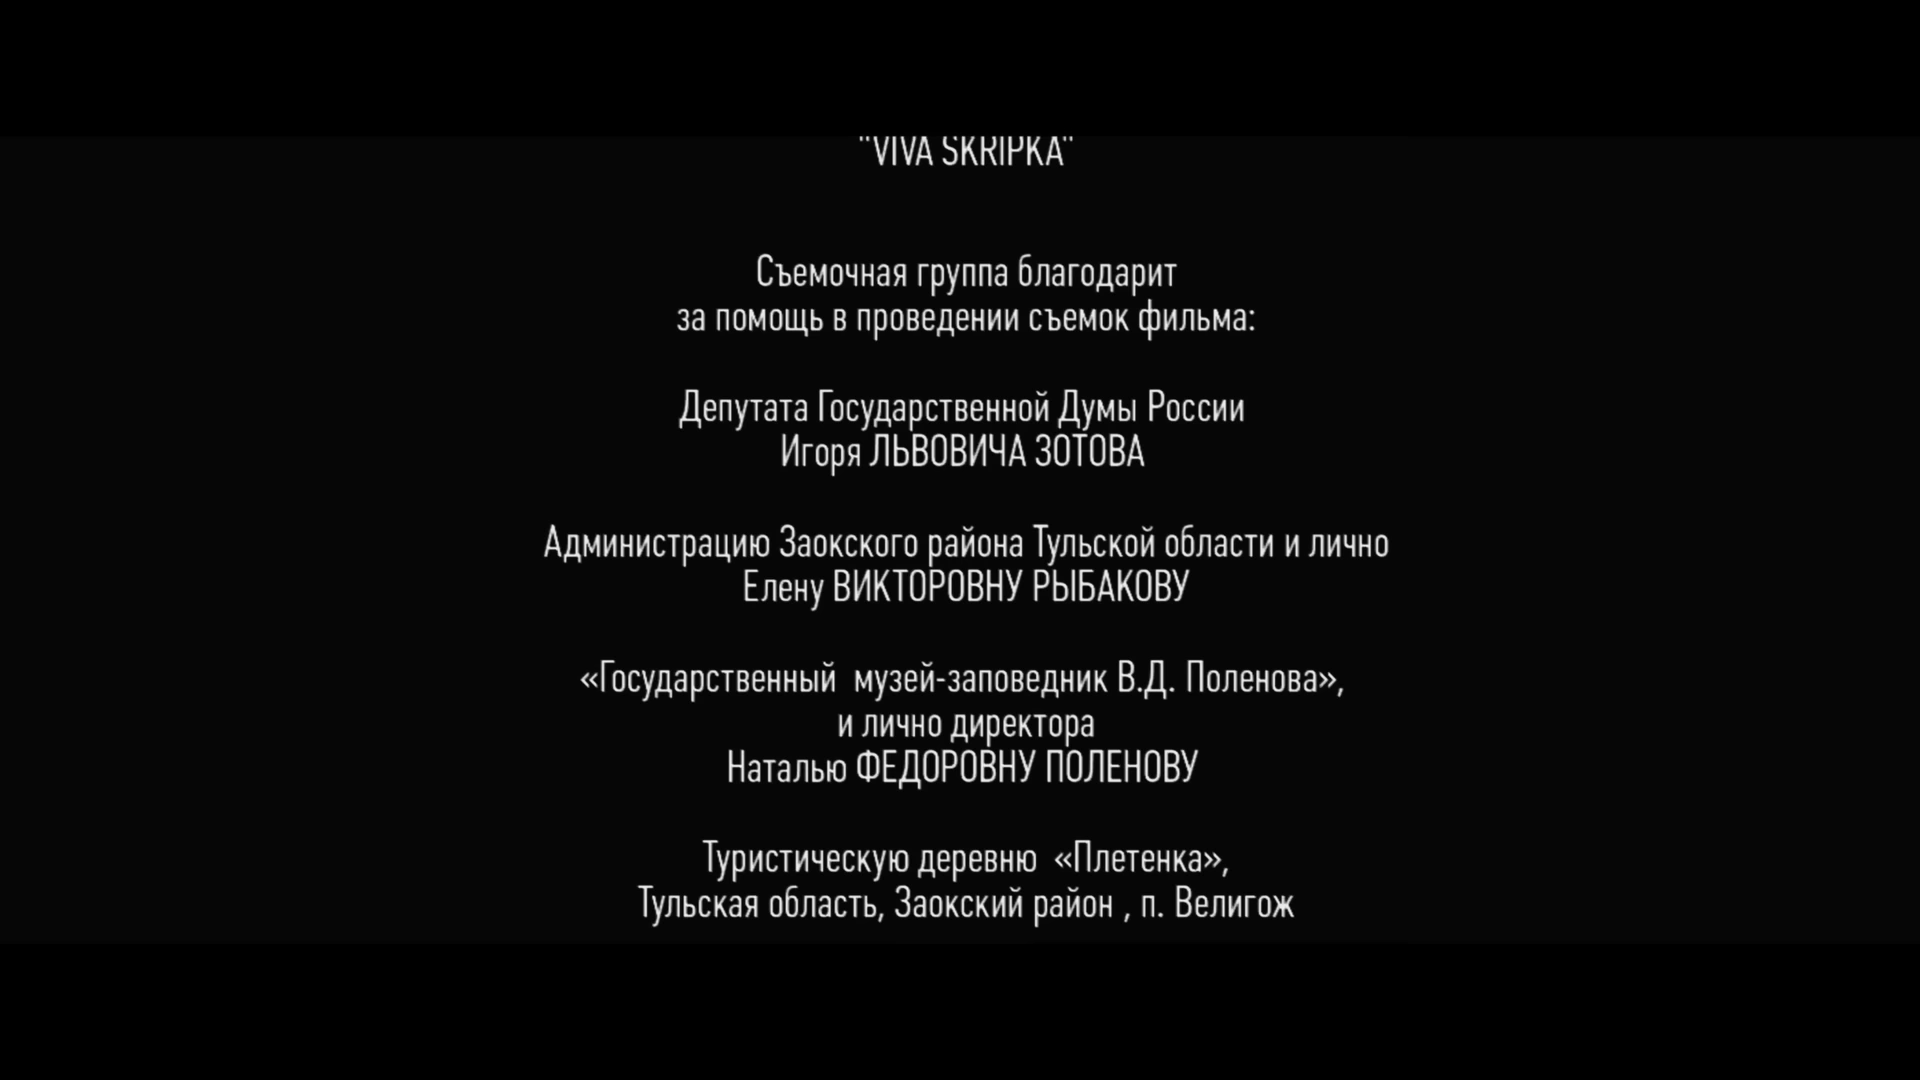 "VIVA SKRIPKA"
Съемочная группа благодарит
за помощь в проведении съемок фильма:
Депутата Государственной Думы России
Игоря ЛЬВОВИЧА ЗОТОВА
Администрацию Заокского района Тульской области и лично
Елену ВИКТОРОВНУ РЫБАКОВУ
«Государственный  музей-заповедник В.Д. Поленова»,
и лично директора
Наталью ФЕДОРОВНУ ПОЛЕНОВУ
Туристическую деревню  «Плетенка»,
Тульская область, Заокский район , п. Велигож